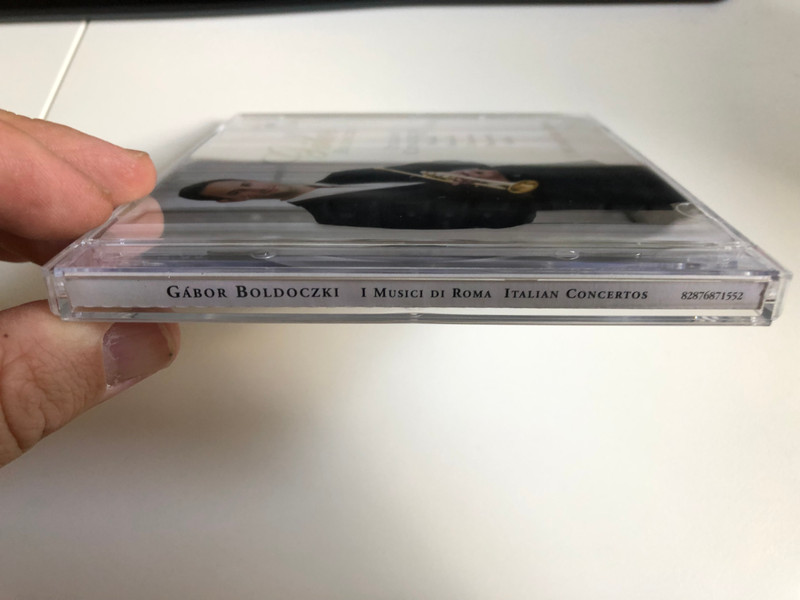 GÁBOR BOLDOCZKI I MUSICI DI ROMA ITALIAN CONCERTOS 82876871552